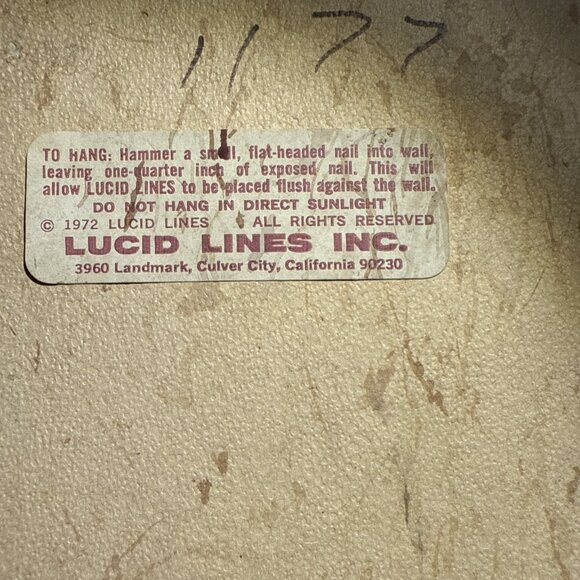 1177
TO HANG: Hammer a small, flat-headed nail into wall,
leaving one-quarter inch of exposed nail. This will
allow LUCID LINES to be placed flush against the wall.
DO NOT HANG IN DIRECT SUNLIGHT
© 1972 LUCID LINES ALL RIGHTS RESERVED
LUCID LINES INC.
3960 Landmark, Culver City, California 90230